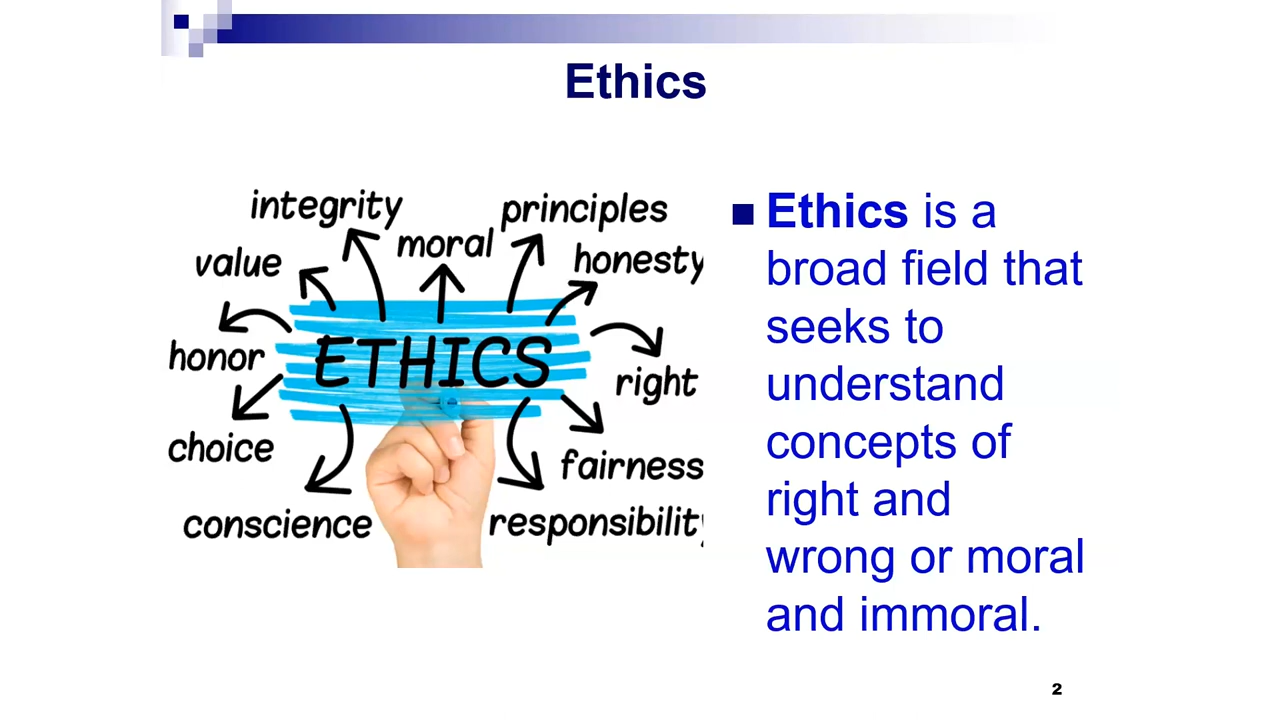 Ethics
integrity
principles
moral
value
honesty
honor
ETHICS
right
choice
fairness
conscience
responsibility
Ethics is a
broad field that
seeks to
understand
concepts of
right and
wrong or moral
and immoral.
2